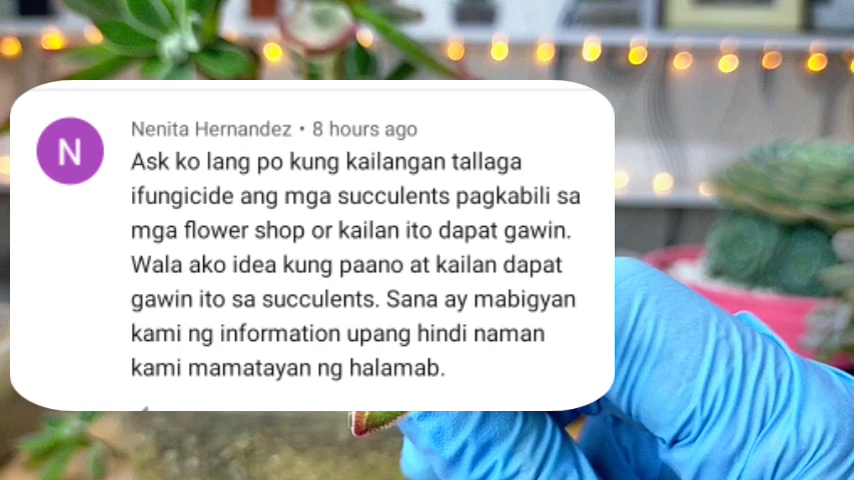 N
Nenita Hernandez • 8 hours ago
Ask ko lang po kung kailangan tallaga
ifungicide ang mga succulents pagkabili sa
mga flower shop or kailan ito dapat gawin.
Wala ako idea kung paano at kailan dapat
gawin ito sa succulents. Sana ay mabigyan
kami ng information upang hindi naman
kami mamatayan ng halamab.